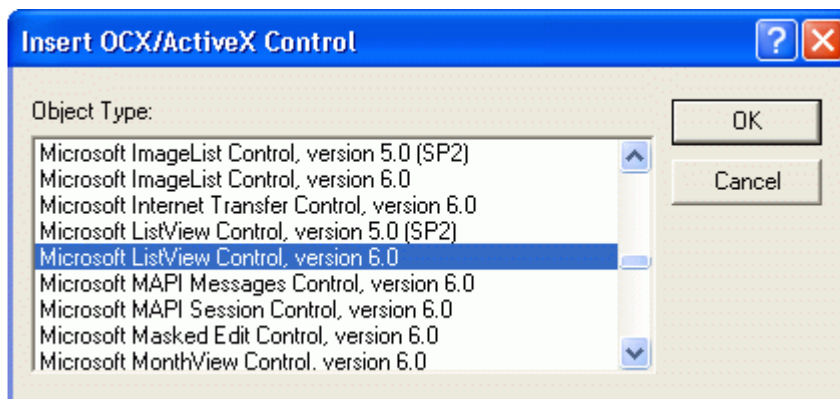 Insert OCX/ActiveX Control
Object Type:
Microsoft ImageList Control, version 5.0 (SP2)
Microsoft ImageList Control, version 6.0
Microsoft Internet Transfer Control, version 6.0
Microsoft ListView Control, version 5.0 (SP2)
Microsoft ListView Control, version 6.0
Microsoft MAPI Messages Control, version 6.0
Microsoft MAPI Session Control, version 6.0
Microsoft Masked Edit Control, version 6.0
Microsoft MonthView Control, version 6.0
OK
Cancel